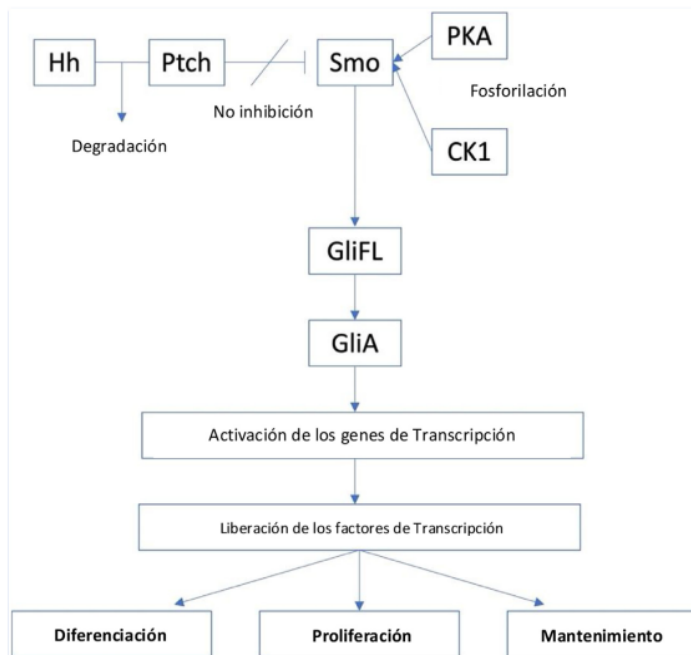 PKA
Hh
Ptch
Smo
Fosforilación
No inhibición
Degradación
CK1
GliFL
GliA
Activación de los genes de Transcripción
Liberación de los factores de Transcripción
Diferenciación
Proliferación
Mantenimiento